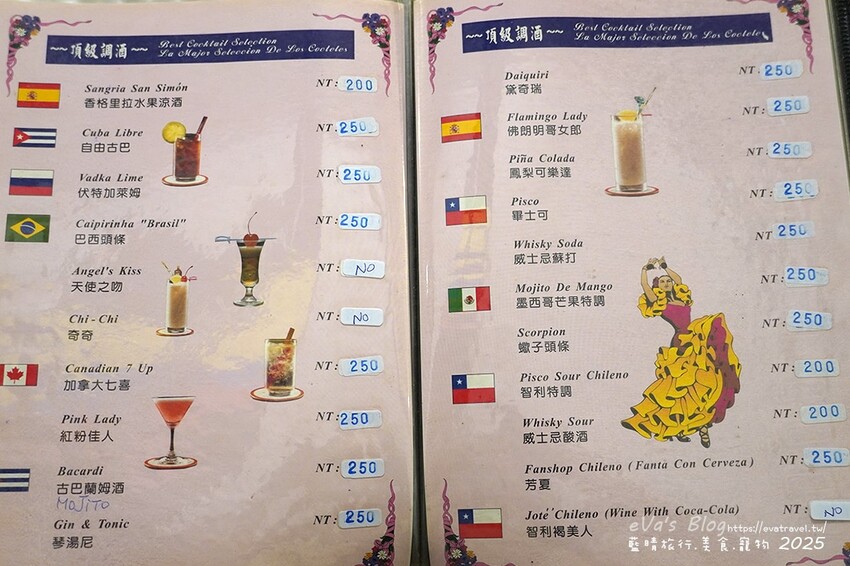 ~~頂級調酒~~ Best Cocktail Selection
La Major Seleccion De Los Cocteles
Sangria San Simón NT: 200
香格里拉水果涼酒
Cuba Libre NT: 250
自由古巴
Vadka Lime NT: 250
伏特加萊姆
Caipirinha "Brasil" NT: 250
巴西頭條
Angel's Kiss NT: NO
天使之吻
Chi-Chi NT: NO
奇奇
Canadian 7 Up NT: 250
加拿大七喜
Pink Lady NT: 250
紅粉佳人
Bacardi NT: 250
古巴蘭姆酒
MOJITO
Gin & Tonic NT: 250
琴湯尼
~~頂級調酒~~ Best Cocktail Selection
La Major Seleccion De Los Cocteles
Daiquiri NT: 250
黛奇瑞
Flamingo Lady NT: 250
佛朗明哥女郎
Piña Colada NT: 250
鳳梨可樂達
Pisco NT: 250
畢士可
Whisky Soda NT 250
威士忌蘇打
Mojito De Mango NT: 250
墨西哥芒果特調
Scorpion NT: 250
蠍子頭條
Pisco Sour Chileno NT: 200
智利特調
Whisky Sour NT: 200
威士忌酸酒
Fanshop Chileno (Fanta Con Cerveza) NT: 250
芳夏
Joté Chileno (Wine With Coca-Cola) NT: NO
智利褐美人
eva's Blog https://evatravel.tw/
藍晴旅行.美食.寵物 2025